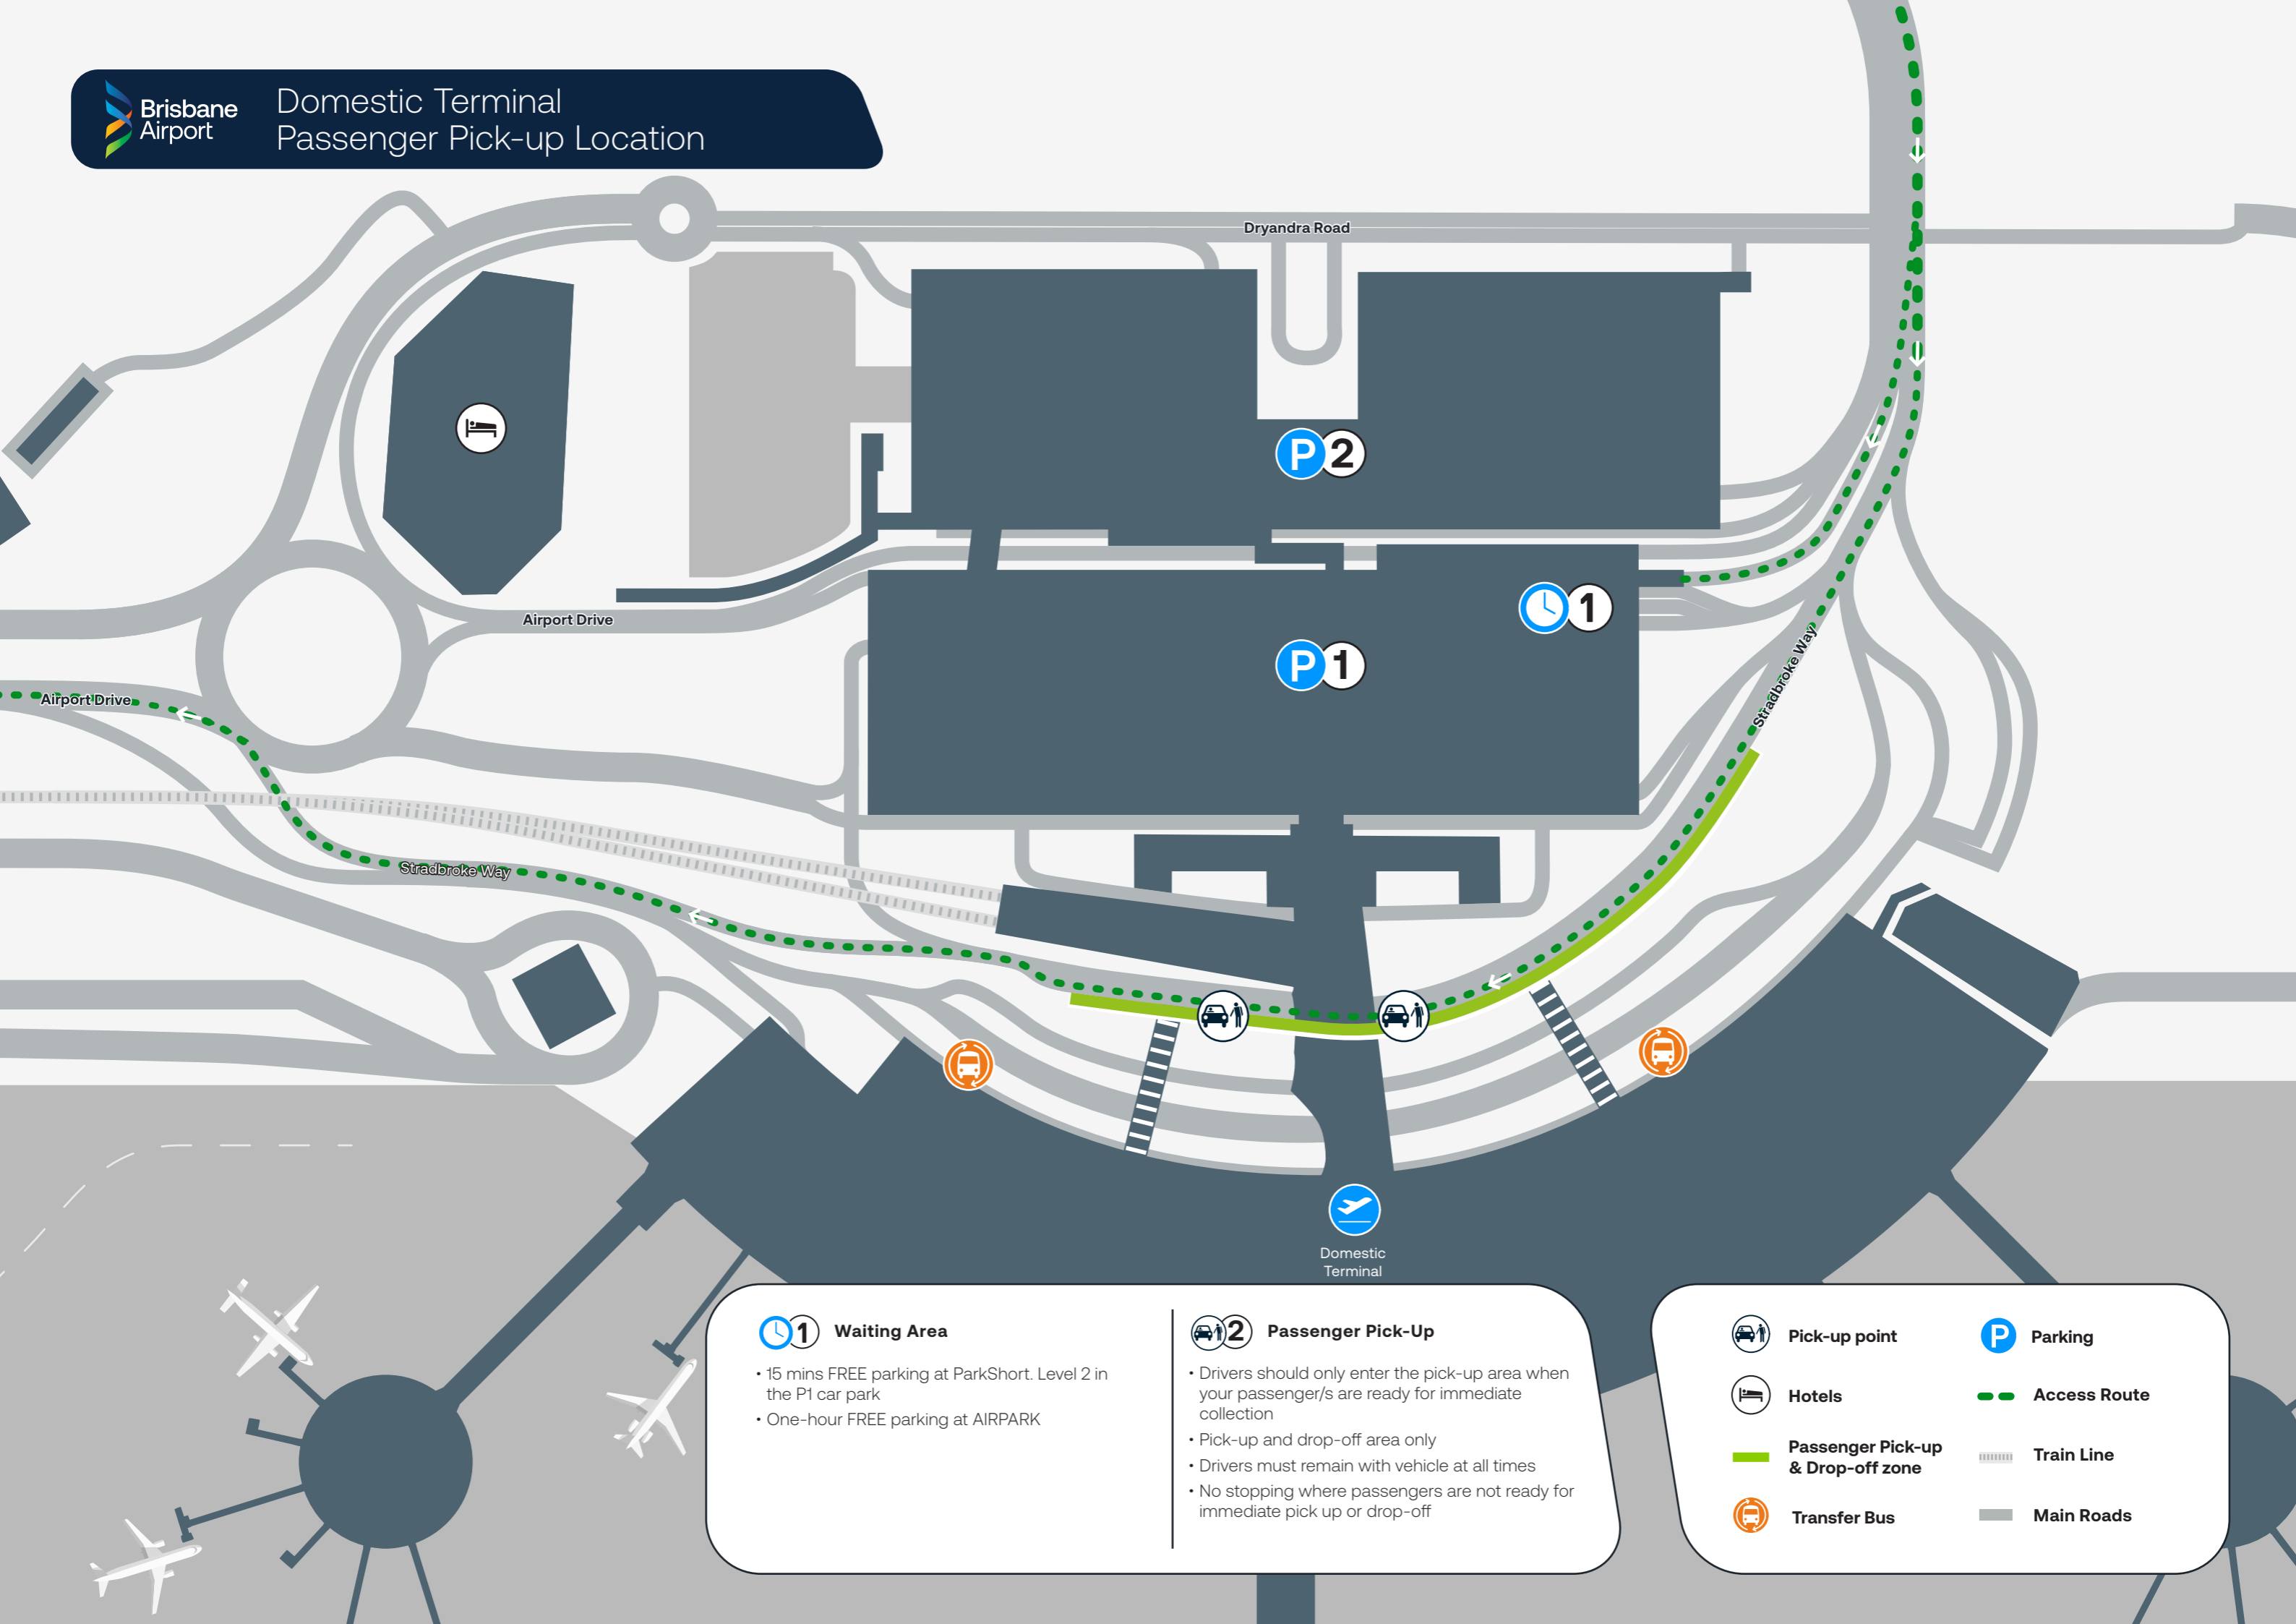 Brisbane
Airport
Domestic Terminal
Passenger Pick-up Location
Dryandra Road
P 2
1
P 1
Airport Drive
Airport Drive
Stradbroke Way
Stradbroke Way
Domestic
Terminal
1 Waiting Area
• 15 mins FREE parking at ParkShort. Level 2 in
the P1 car park
• One-hour FREE parking at AIRPARK
2 Passenger Pick-Up
• Drivers should only enter the pick-up area when
your passenger/s are ready for immediate
collection
• Pick-up and drop-off area only
• Drivers must remain with vehicle at all times
• No stopping where passengers are not ready for
immediate pick up or drop-off
Pick-up point
Hotels
Passenger Pick-up
& Drop-off zone
Transfer Bus
P Parking
Access Route
Train Line
Main Roads